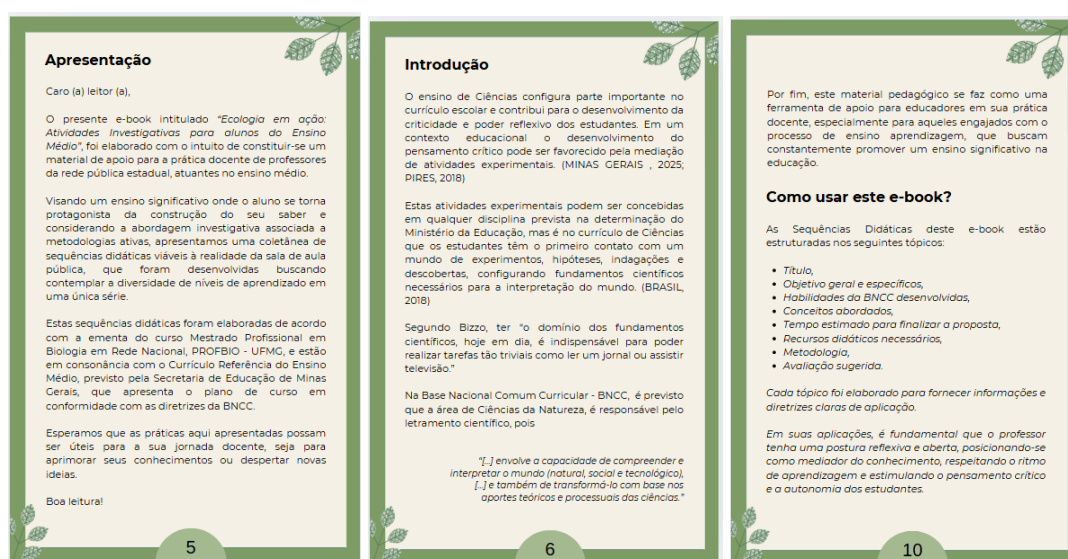 Apresentação
Caro (a) leitor (a),
O presente e-book intitulado “Ecologia em ação:
Atividades Investigativas para alunos do Ensino
Médio”, foi elaborado com o intuito de constituir-se um
material de apoio para a prática docente de professores
da rede pública estadual, atuantes no ensino médio.
Visando um ensino significativo onde o aluno se torna
protagonista da construção do seu saber e
considerando a abordagem investigativa associada a
metodologias ativas, apresentamos uma coletânea de
sequências didáticas viáveis à realidade da sala de aula
pública, que foram desenvolvidas buscando
contemplar a diversidade de níveis de aprendizado em
uma única série.
Estas sequências didáticas foram elaboradas de acordo
com a ementa do curso Mestrado Profissional em
Biologia em Rede Nacional, PROFBIO - UFMG, e estão
em consonância com o Currículo Referência do Ensino
Médio, previsto pela Secretaria de Educação de Minas
Gerais, que apresenta o plano de curso em
conformidade com as diretrizes da BNCC.
Esperamos que as práticas aqui apresentadas possam
ser úteis para a sua jornada docente, seja para
aprimorar seus conhecimentos ou despertar novas
ideias.
Boa leitura!
5
Introdução
O ensino de Ciências configura parte importante no
currículo escolar e contribui para o desenvolvimento da
criticidade e poder reflexivo dos estudantes. Em um
contexto educacional o desenvolvimento do
pensamento crítico pode ser favorecido pela mediação
de atividades experimentais. (MINAS GERAIS , 2025;
PIRES, 2018)
Estas atividades experimentais podem ser concebidas
em qualquer disciplina prevista na determinação do
Ministério da Educação, mas é no currículo de Ciências
que os estudantes têm o primeiro contato com um
mundo de experimentos, hipóteses, indagações e
descobertas, configurando fundamentos científicos
necessários para a interpretação do mundo. (BRASIL,
2018)
Segundo Bizzo, ter “o domínio dos fundamentos
científicos, hoje em dia, é indispensável para poder
realizar tarefas tão triviais como ler um jornal ou assistir
televisão.”
Na Base Nacional Comum Curricular - BNCC, é previsto
que a área de Ciências da Natureza, é responsável pelo
letramento científico, pois
“[...] envolve a capacidade de compreender e
interpretar o mundo (natural, social e tecnológico),
[...] e também de transformá-lo com base nos
aportes teóricos e processuais das ciências.”
6
Por fim, este material pedagógico se faz como uma
ferramenta de apoio para educadores em sua prática
docente, especialmente para aqueles engajados com o
processo de ensino aprendizagem, que buscam
constantemente promover um ensino significativo na
educação.
Como usar este e-book?
As Sequências Didáticas deste e-book estão
estruturadas nos seguintes tópicos:
• Título,
• Objetivo geral e específicos,
• Habilidades da BNCC desenvolvidas,
• Conceitos abordados,
• Tempo estimado para finalizar a proposta,
• Recursos didáticos necessários,
• Metodologia,
• Avaliação sugerida.
Cada tópico foi elaborado para fornecer informações e
diretrizes claras de aplicação.
Em suas aplicações, é fundamental que o professor
tenha uma postura reflexiva e aberta, posicionando-se
como mediador do conhecimento, respeitando o ritmo
de aprendizagem e estimulando o pensamento crítico
e a autonomia dos estudantes.
10